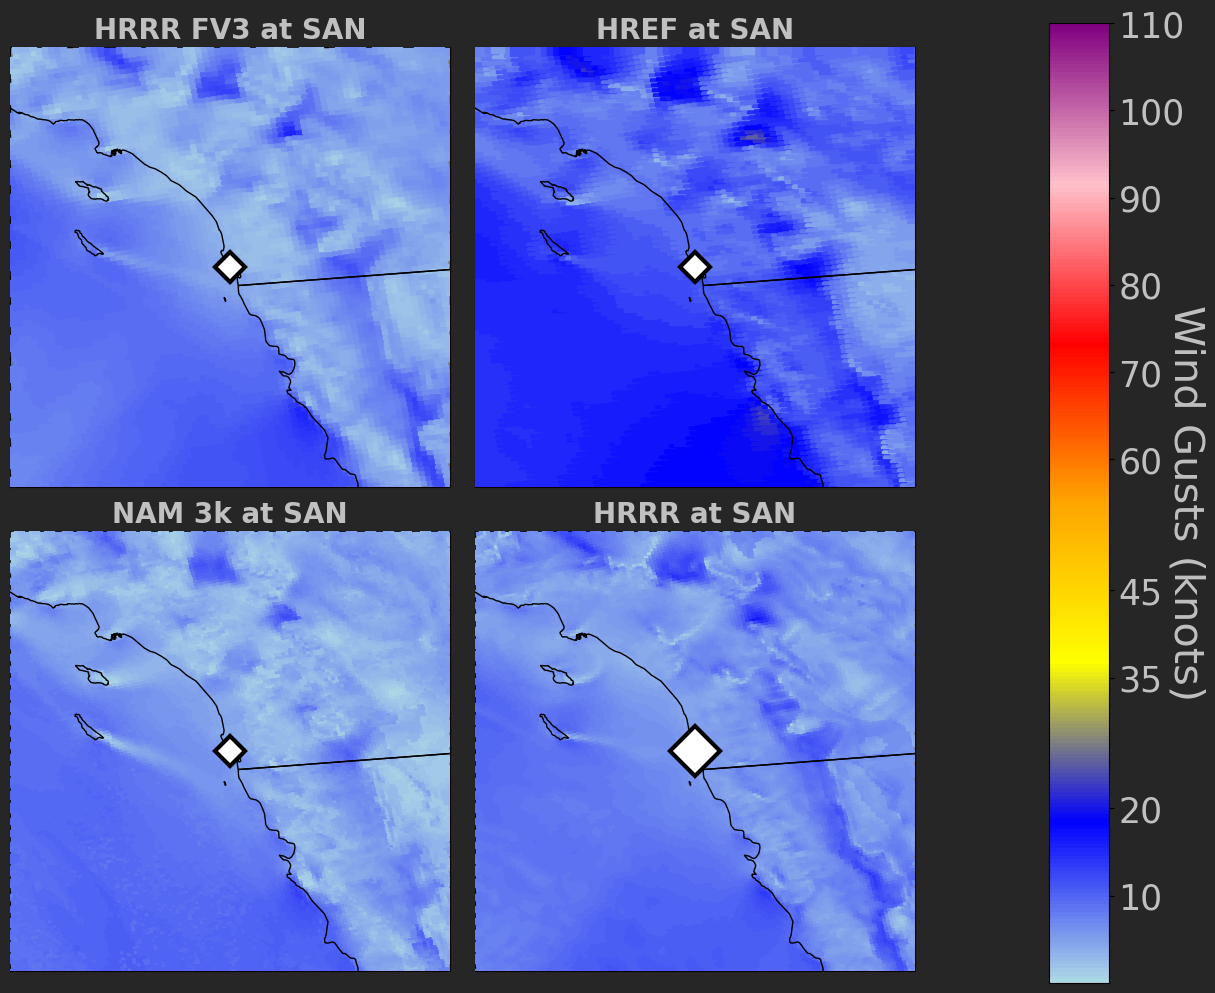 HRRR FV3 at SAN
HREF at SAN
NAM 3k at SAN
HRRR at SAN
110
100
90
80
70
60
45
35
20
10
Wind Gusts (knots)